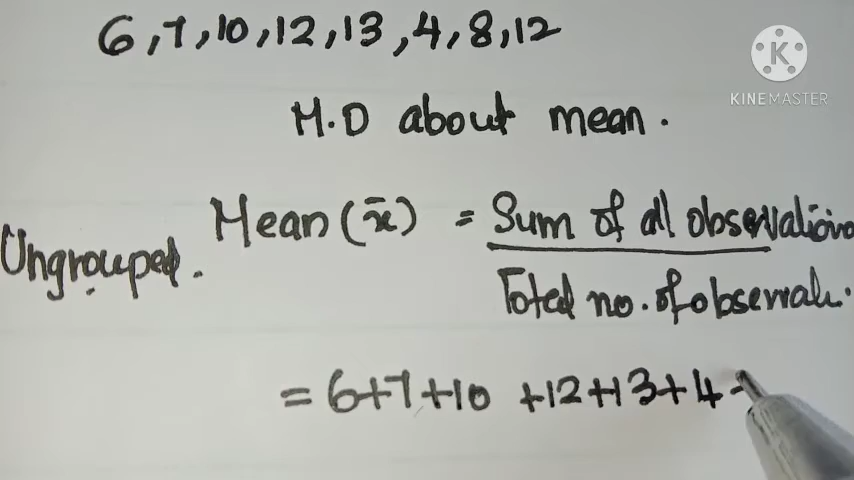 6,7,10,12,13,4,8,12
K
KINEMASTER
M.D about mean.
Ungrouped.
Mean (x̄) = Sum of all observations
Total no. of observati.
= 6+7+10 +12+13+4